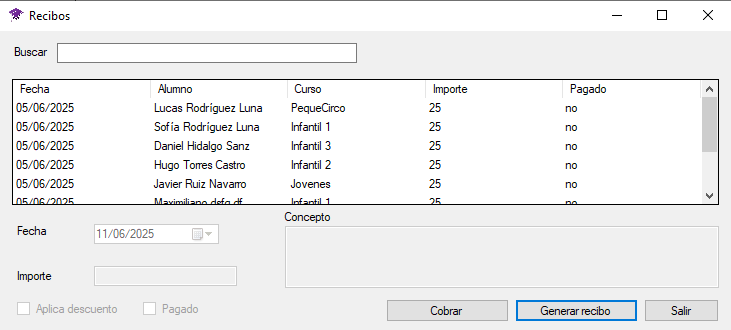 Recibos
Buscar
Fecha Alumno Curso Importe Pagado
05/06/2025 Lucas Rodríguez Luna PequeCirco 25 no
05/06/2025 Sofía Rodríguez Luna Infantil 1 25 no
05/06/2025 Daniel Hidalgo Sanz Infantil 3 25 no
05/06/2025 Hugo Torres Castro Infantil 2 25 no
05/06/2025 Javier Ruiz Navarro Jovenes 25 no
05/06/2025 Maximiliano dsfg df Infantil 1 25 no
Fecha 11/06/2025 Concepto
Importe
Aplica descuento Pagado Cobrar Generar recibo Salir